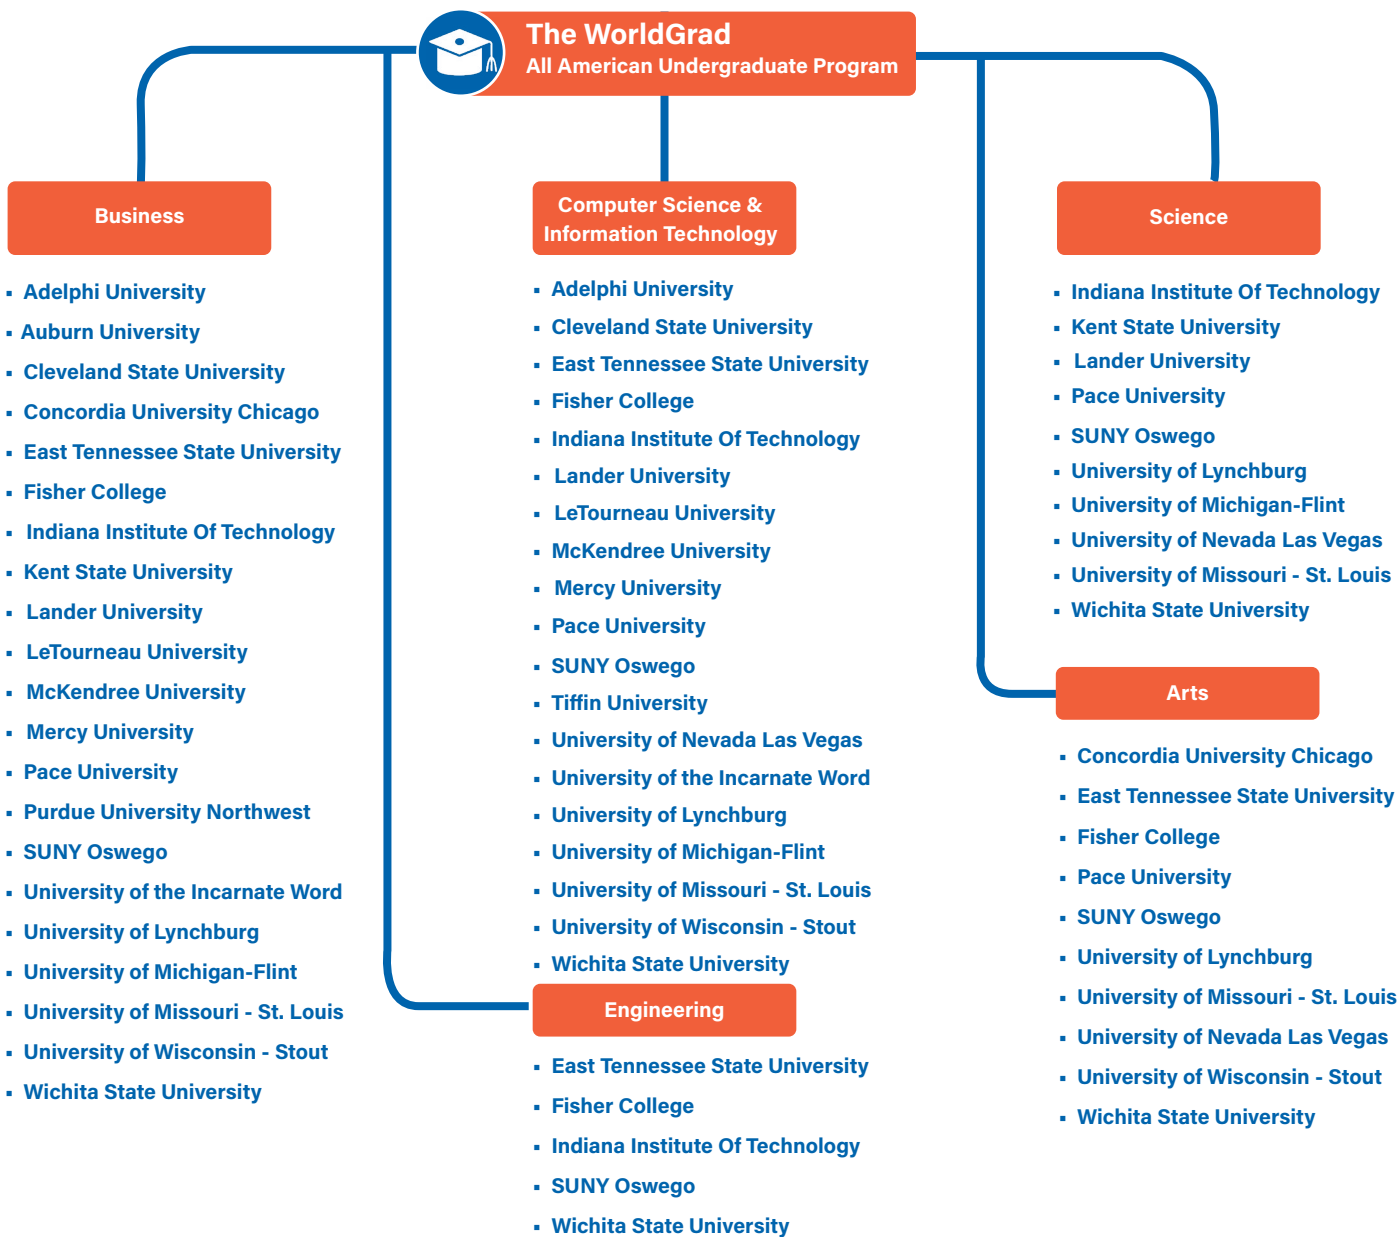 The WorldGrad
All American Undergraduate Program
Business
▪ Adelphi University
▪ Auburn University
▪ Cleveland State University
▪ Concordia University Chicago
▪ East Tennessee State University
▪ Fisher College
▪ Indiana Institute Of Technology
▪ Kent State University
▪ Lander University
▪ LeTourneau University
▪ McKendree University
▪ Mercy University
▪ Pace University
▪ Purdue University Northwest
▪ SUNY Oswego
▪ University of the Incarnate Word
▪ University of Lynchburg
▪ University of Michigan-Flint
▪ University of Missouri - St. Louis
▪ University of Wisconsin - Stout
▪ Wichita State University
Computer Science &
Information Technology
▪ Adelphi University
▪ Cleveland State University
▪ East Tennessee State University
▪ Fisher College
▪ Indiana Institute Of Technology
▪ Lander University
▪ LeTourneau University
▪ McKendree University
▪ Mercy University
▪ Pace University
▪ SUNY Oswego
▪ Tiffin University
▪ University of Nevada Las Vegas
▪ University of the Incarnate Word
▪ University of Lynchburg
▪ University of Michigan-Flint
▪ University of Missouri - St. Louis
▪ University of Wisconsin - Stout
▪ Wichita State University
Engineering
▪ East Tennessee State University
▪ Fisher College
▪ Indiana Institute Of Technology
▪ SUNY Oswego
▪ Wichita State University
Science
▪ Indiana Institute Of Technology
▪ Kent State University
▪ Lander University
▪ Pace University
▪ SUNY Oswego
▪ University of Lynchburg
▪ University of Michigan-Flint
▪ University of Nevada Las Vegas
▪ University of Missouri - St. Louis
▪ Wichita State University
Arts
▪ Concordia University Chicago
▪ East Tennessee State University
▪ Fisher College
▪ Pace University
▪ SUNY Oswego
▪ University of Lynchburg
▪ University of Missouri - St. Louis
▪ University of Nevada Las Vegas
▪ University of Wisconsin - Stout
▪ Wichita State University